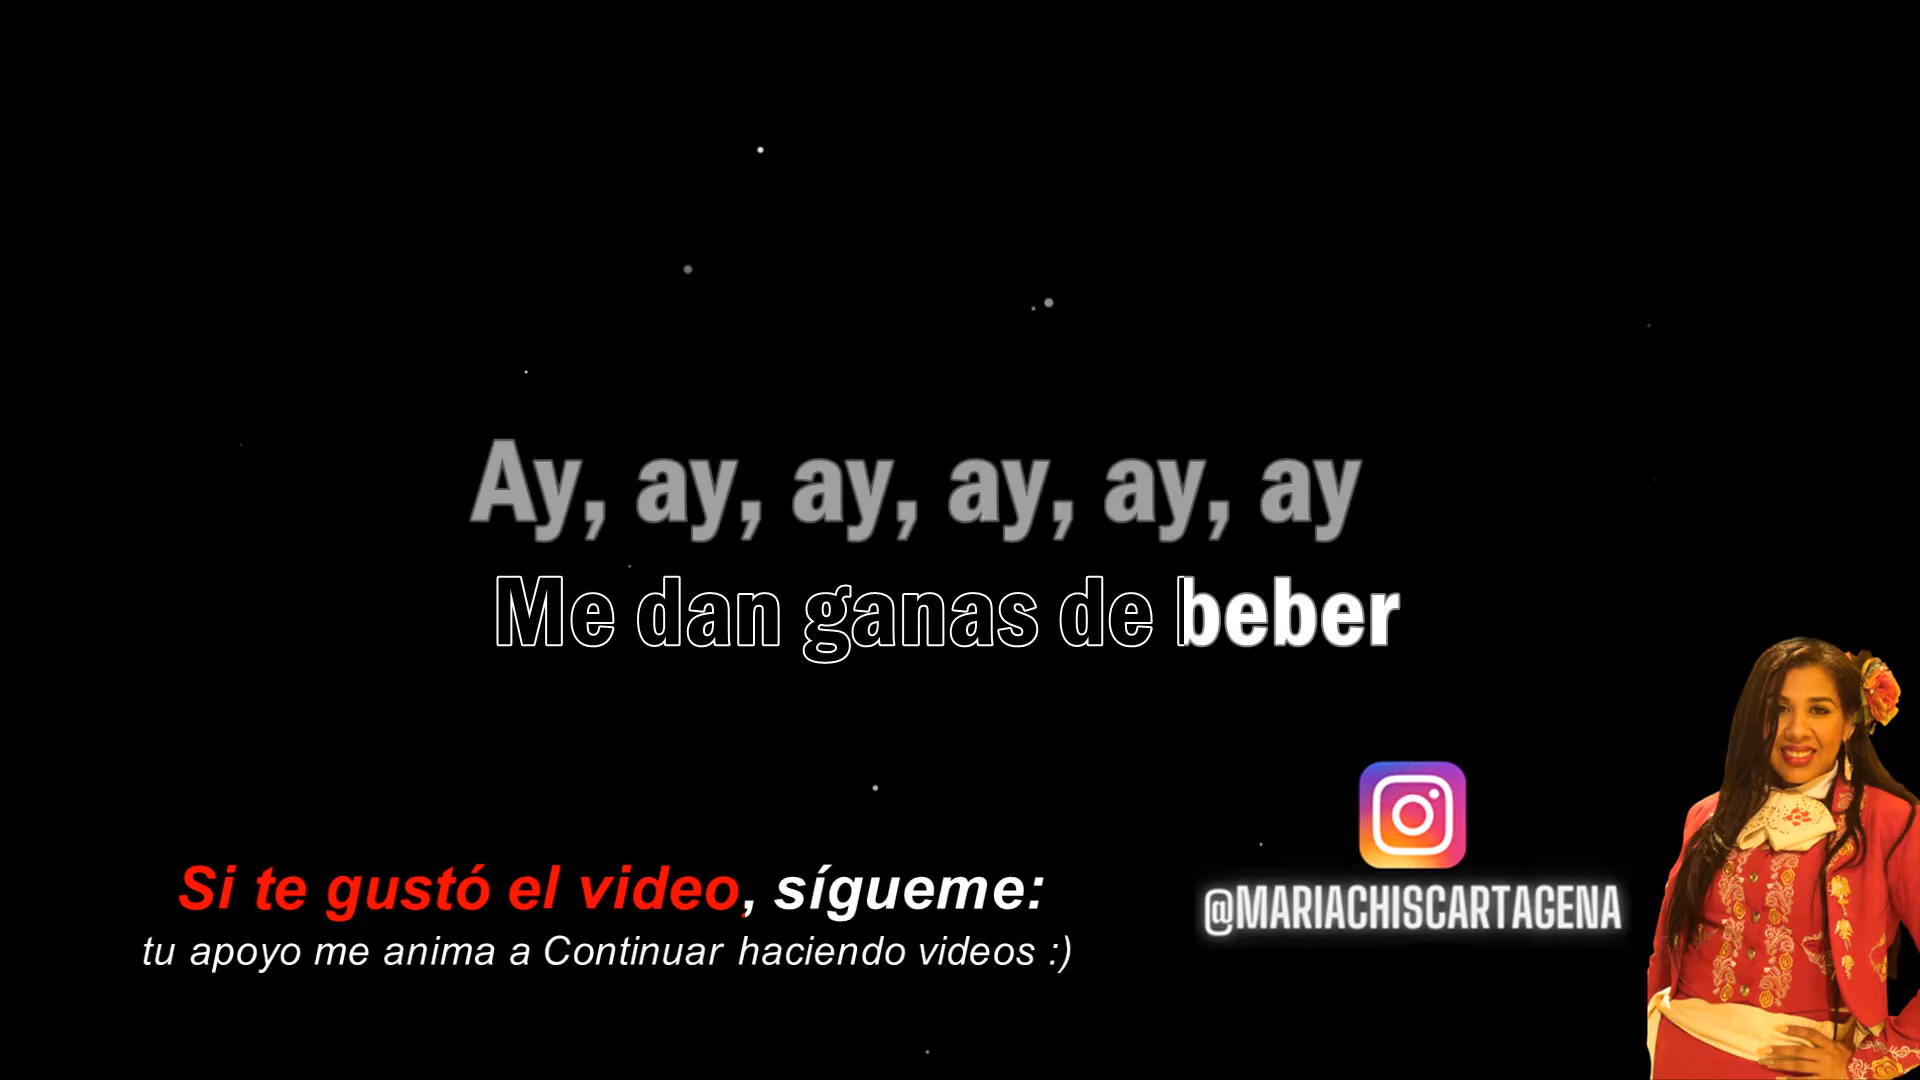 Ay, ay, ay, ay, ay, ay
Me dan ganas de beber
Si te gustó el video, sígueme:
tu apoyo me anima a Continuar haciendo videos :)
@MARIACHISCARTAGENA